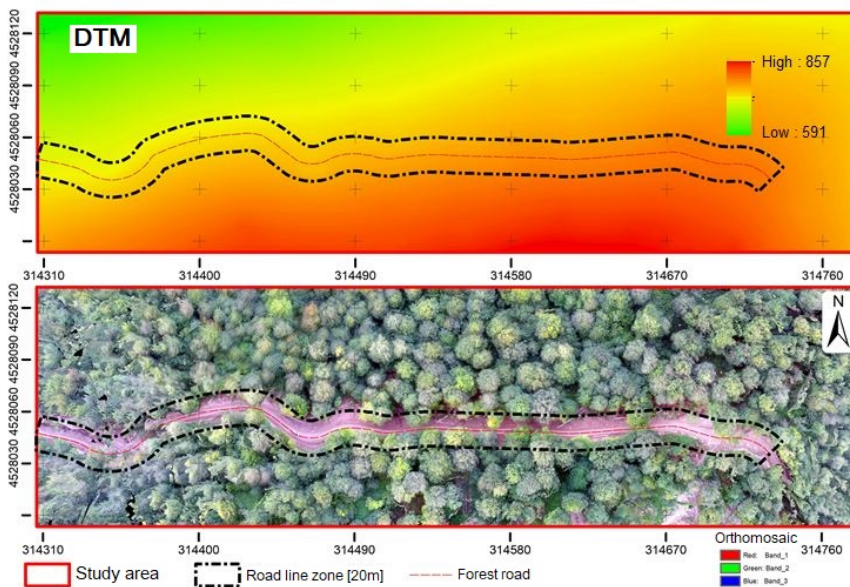 DTM
High : 857
Low : 591
4528120
4528090
4528060
4528030
314310
314400
314490
314580
314670
314760
N
4528120
4528090
4528060
4528030
314310
314400
314490
314580
314670
314760
Orthomosaic
Red: Band_1
Green: Band_2
Blue: Band_3
Study area
Road line zone [20m]
Forest road